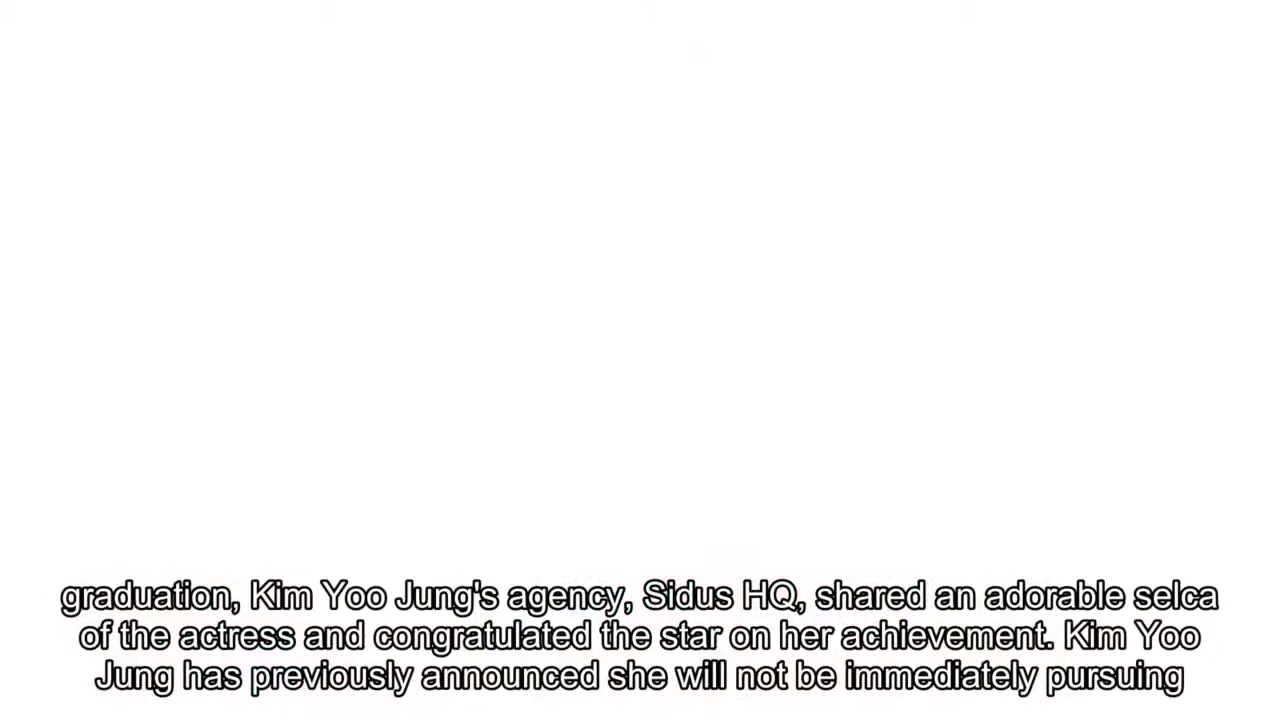 graduation, Kim Yoo Jung's agency, Sidus HQ, shared an adorable selca
of the actress and congratulated the star on her achievement. Kim Yoo
Jung has previously announced she will not be immediately pursuing